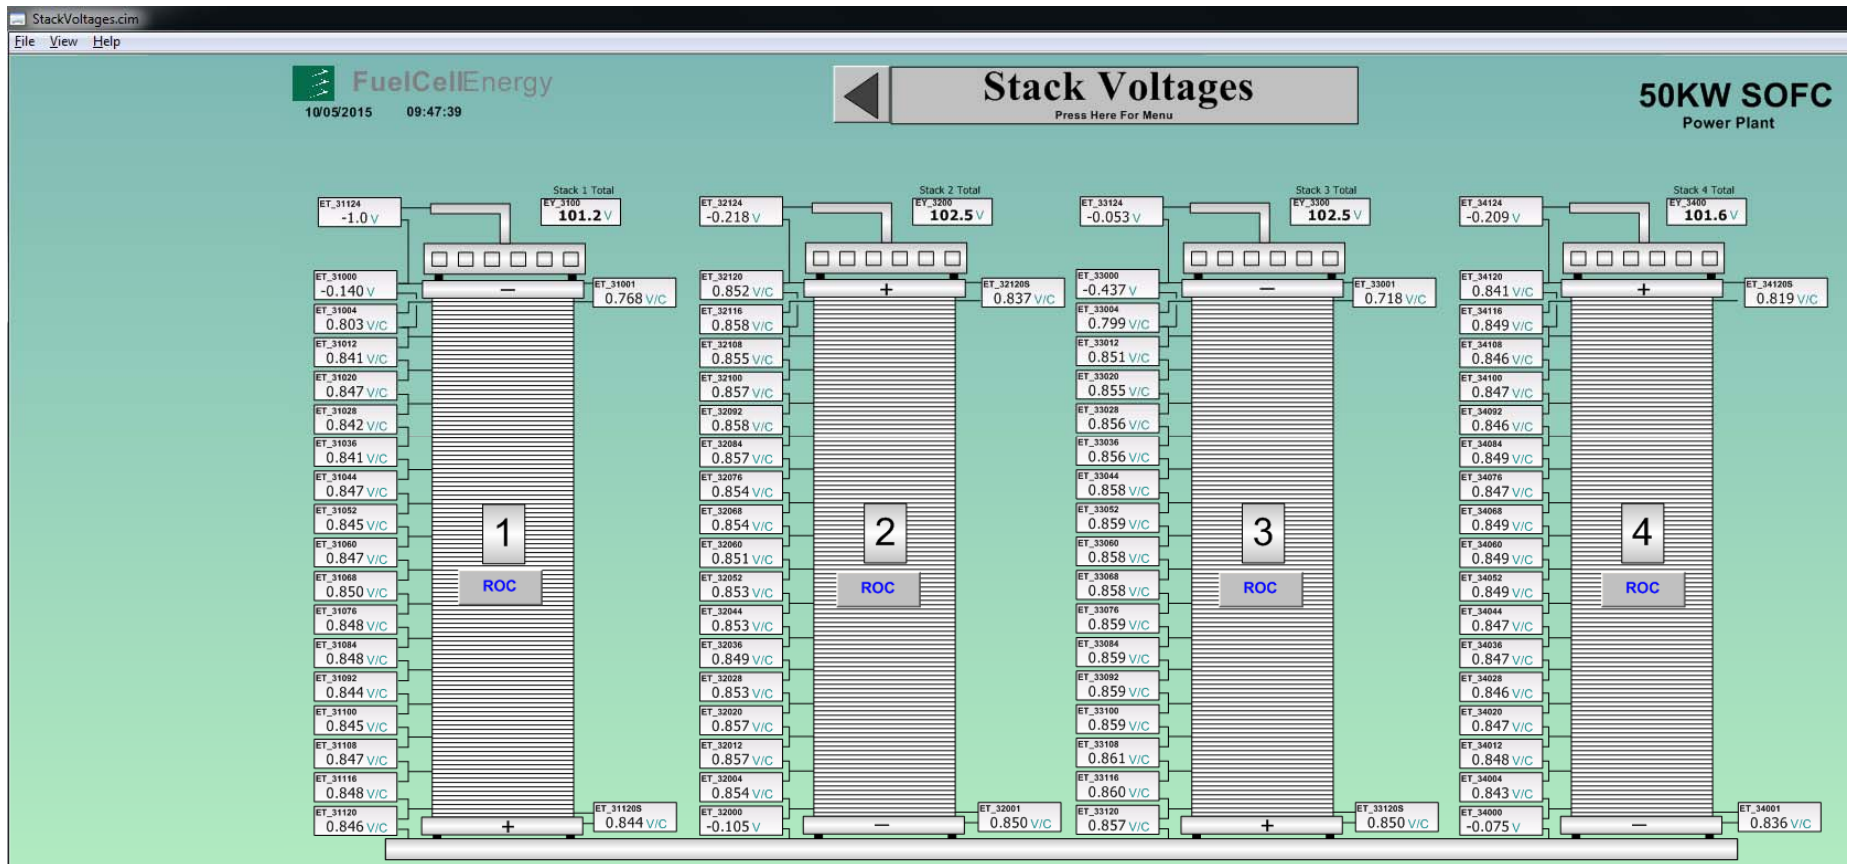 StackVoltages.cim
File View Help
FuelCellEnergy
10/05/2015 09:47:39
Stack Voltages
Press Here For Menu
50KW SOFC
Power Plant
Stack 1 Total
EY_3100
101.2 V
ET_31124
-1.0 V
ET_31000
-0.140 V
ET_31001
0.768 V/C
ET_31004
0.803 V/C
ET_31012
0.841 V/C
ET_31020
0.847 V/C
ET_31028
0.842 V/C
ET_31036
0.841 V/C
ET_31044
0.847 V/C
ET_31052
0.845 V/C
ET_31060
0.847 V/C
ET_31068
0.850 V/C
ET_31076
0.848 V/C
ET_31084
0.848 V/C
ET_31092
0.844 V/C
ET_31100
0.845 V/C
ET_31108
0.847 V/C
ET_31116
0.848 V/C
ET_31120
0.846 V/C
ET_31120S
0.844 V/C
−
1
ROC
+
Stack 2 Total
EY_3200
102.5 V
ET_32124
-0.218 V
ET_32120
0.852 V/C
ET_32120S
0.837 V/C
ET_32116
0.858 V/C
ET_32108
0.855 V/C
ET_32100
0.857 V/C
ET_32092
0.858 V/C
ET_32084
0.857 V/C
ET_32076
0.854 V/C
ET_32068
0.854 V/C
ET_32060
0.851 V/C
ET_32052
0.853 V/C
ET_32044
0.853 V/C
ET_32036
0.849 V/C
ET_32028
0.853 V/C
ET_32020
0.857 V/C
ET_32012
0.857 V/C
ET_32004
0.854 V/C
ET_32000
-0.105 V
ET_32001
0.850 V/C
+
2
ROC
−
Stack 3 Total
EY_3300
102.5 V
ET_33124
-0.053 V
ET_33000
-0.437 V
ET_33001
0.718 V/C
ET_33004
0.799 V/C
ET_33012
0.851 V/C
ET_33020
0.855 V/C
ET_33028
0.856 V/C
ET_33036
0.856 V/C
ET_33044
0.858 V/C
ET_33052
0.859 V/C
ET_33060
0.858 V/C
ET_33068
0.858 V/C
ET_33076
0.859 V/C
ET_33084
0.859 V/C
ET_33092
0.859 V/C
ET_33100
0.859 V/C
ET_33108
0.861 V/C
ET_33116
0.860 V/C
ET_33120
0.857 V/C
ET_33120S
0.850 V/C
−
3
ROC
+
Stack 4 Total
EY_3400
101.6 V
ET_34124
-0.209 V
ET_34120
0.841 V/C
ET_34120S
0.819 V/C
ET_34116
0.849 V/C
ET_34108
0.846 V/C
ET_34100
0.847 V/C
ET_34092
0.846 V/C
ET_34084
0.849 V/C
ET_34076
0.847 V/C
ET_34068
0.849 V/C
ET_34060
0.849 V/C
ET_34052
0.849 V/C
ET_34044
0.847 V/C
ET_34036
0.847 V/C
ET_34028
0.846 V/C
ET_34020
0.847 V/C
ET_34012
0.848 V/C
ET_34004
0.843 V/C
ET_34000
-0.075 V
ET_34001
0.836 V/C
+
4
ROC
−